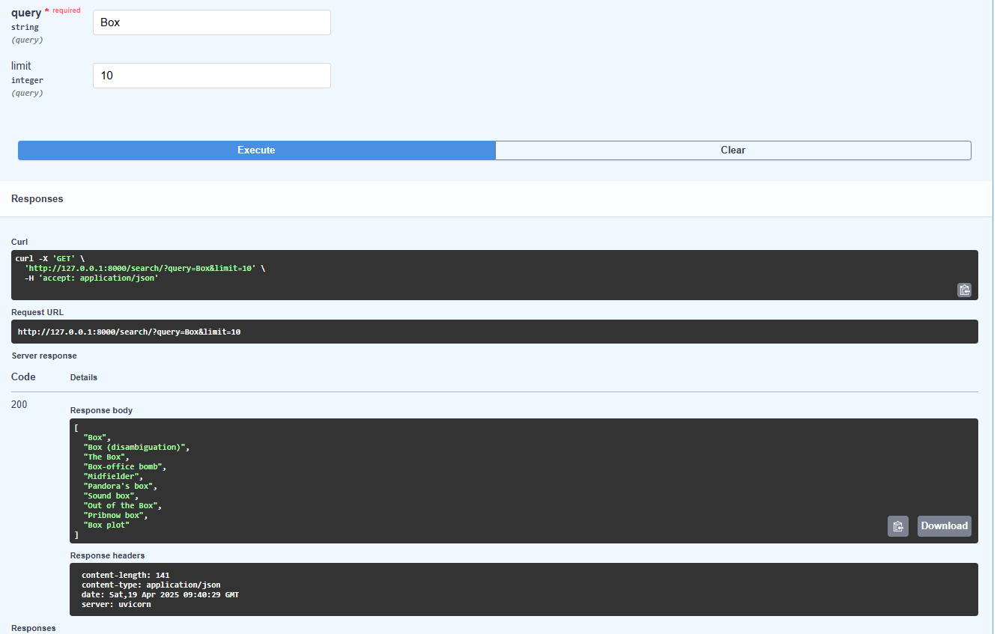 query * required
string
(query)
Box
limit
integer
(query)
10
Execute
Clear
Responses
Curl
curl -X 'GET' \
  'http://127.0.0.1:8000/search/?query=Box&limit=10' \
  -H 'accept: application/json'
Request URL
http://127.0.0.1:8000/search/?query=Box&limit=10
Server response
Code Details
200
Response body
[
  "Box",
  "Box (disambiguation)",
  "The Box",
  "Box-office bomb",
  "Midfielder",
  "Pandora's box",
  "Sound box",
  "Out of the Box",
  "Pribnow box",
  "Box plot"
]
Download
Response headers
content-length: 141
content-type: application/json
date: Sat,19 Apr 2025 09:40:29 GMT
server: uvicorn
Responses